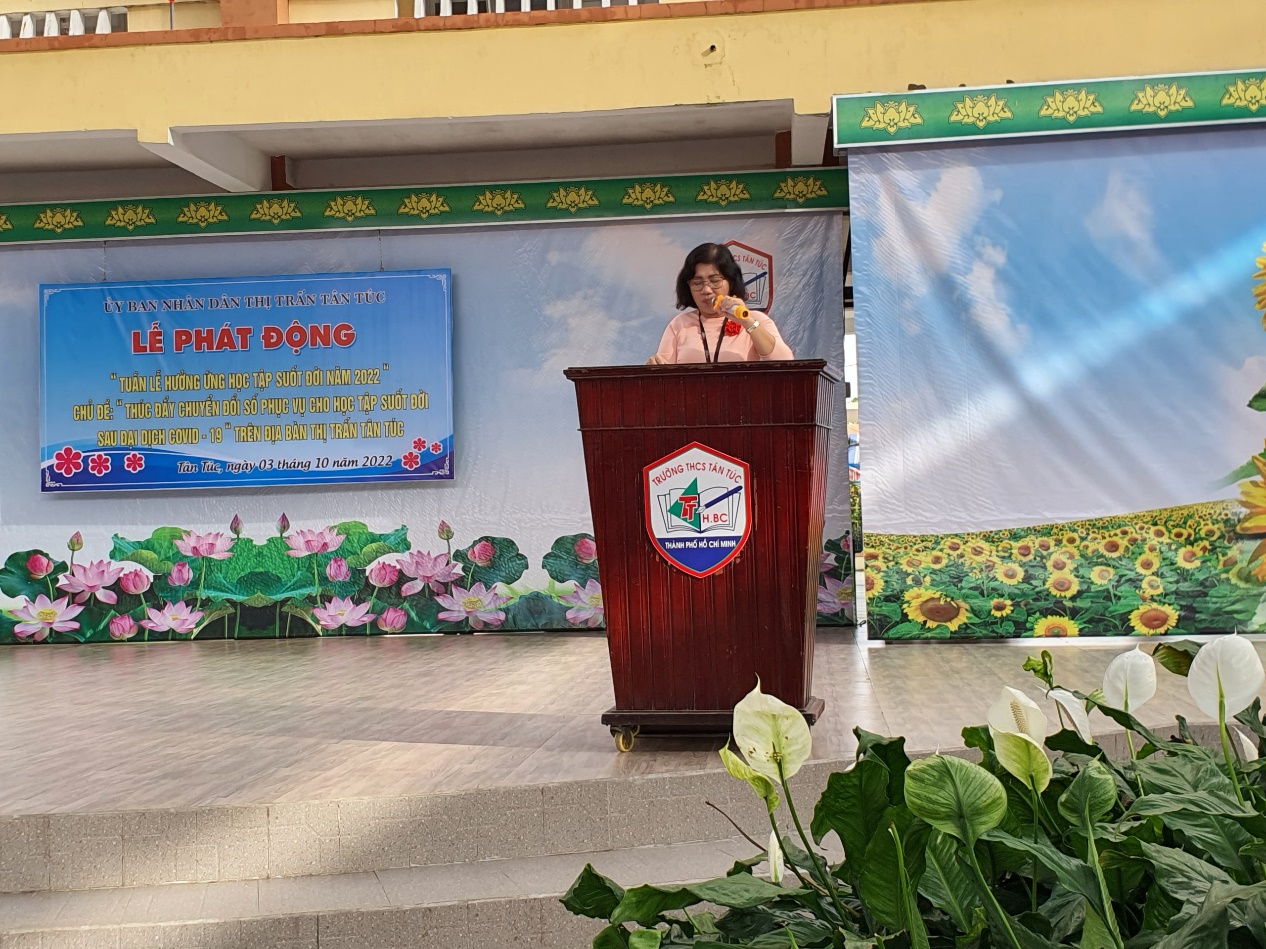 ỦY BAN NHÂN DÂN THỊ TRẤN TÂN TÚC
LỄ PHÁT ĐỘNG
" TUẦN LỄ HƯỞNG ỨNG HỌC TẬP SUỐT ĐỜI NĂM 2022 "
CHỦ ĐỀ: " THÚC ĐẨY CHUYỂN ĐỔI SỐ PHỤC VỤ CHO HỌC TẬP SUỐT ĐỜI
SAU ĐẠI DỊCH COVID - 19 " TRÊN ĐỊA BÀN THỊ TRẤN TÂN TÚC
Tân Túc, ngày 03 tháng 10 năm 2022
THCS TÂN TÚC
.BC
TRƯỜNG THCS TÂN TÚC
TT
H.BC
THÀNH PHỐ HỒ CHÍ MINH